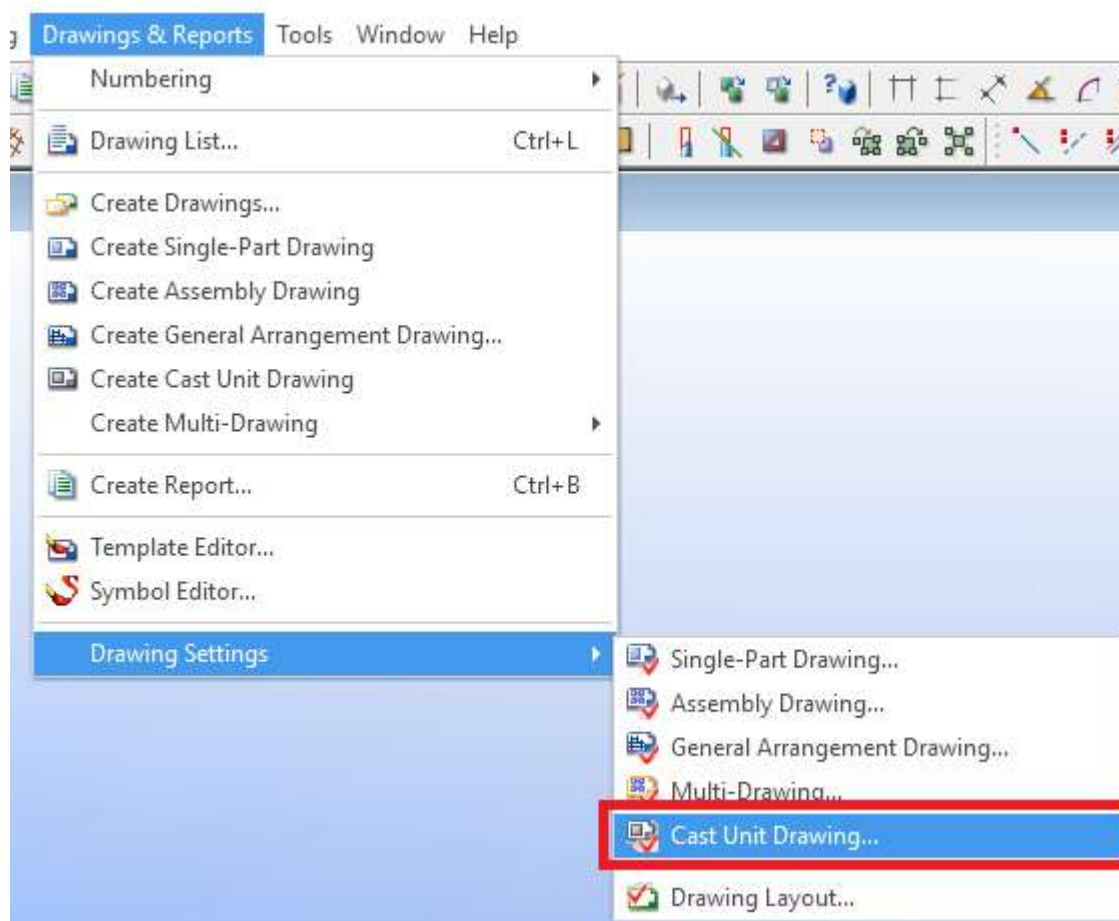 Drawings & Reports Tools Window Help
Numbering
Drawing List... Ctrl+L
Create Drawings...
Create Single-Part Drawing
Create Assembly Drawing
Create General Arrangement Drawing...
Create Cast Unit Drawing
Create Multi-Drawing
Create Report... Ctrl+B
Template Editor...
Symbol Editor...
Drawing Settings
Single-Part Drawing...
Assembly Drawing...
General Arrangement Drawing...
Multi-Drawing...
Cast Unit Drawing...
Drawing Layout...